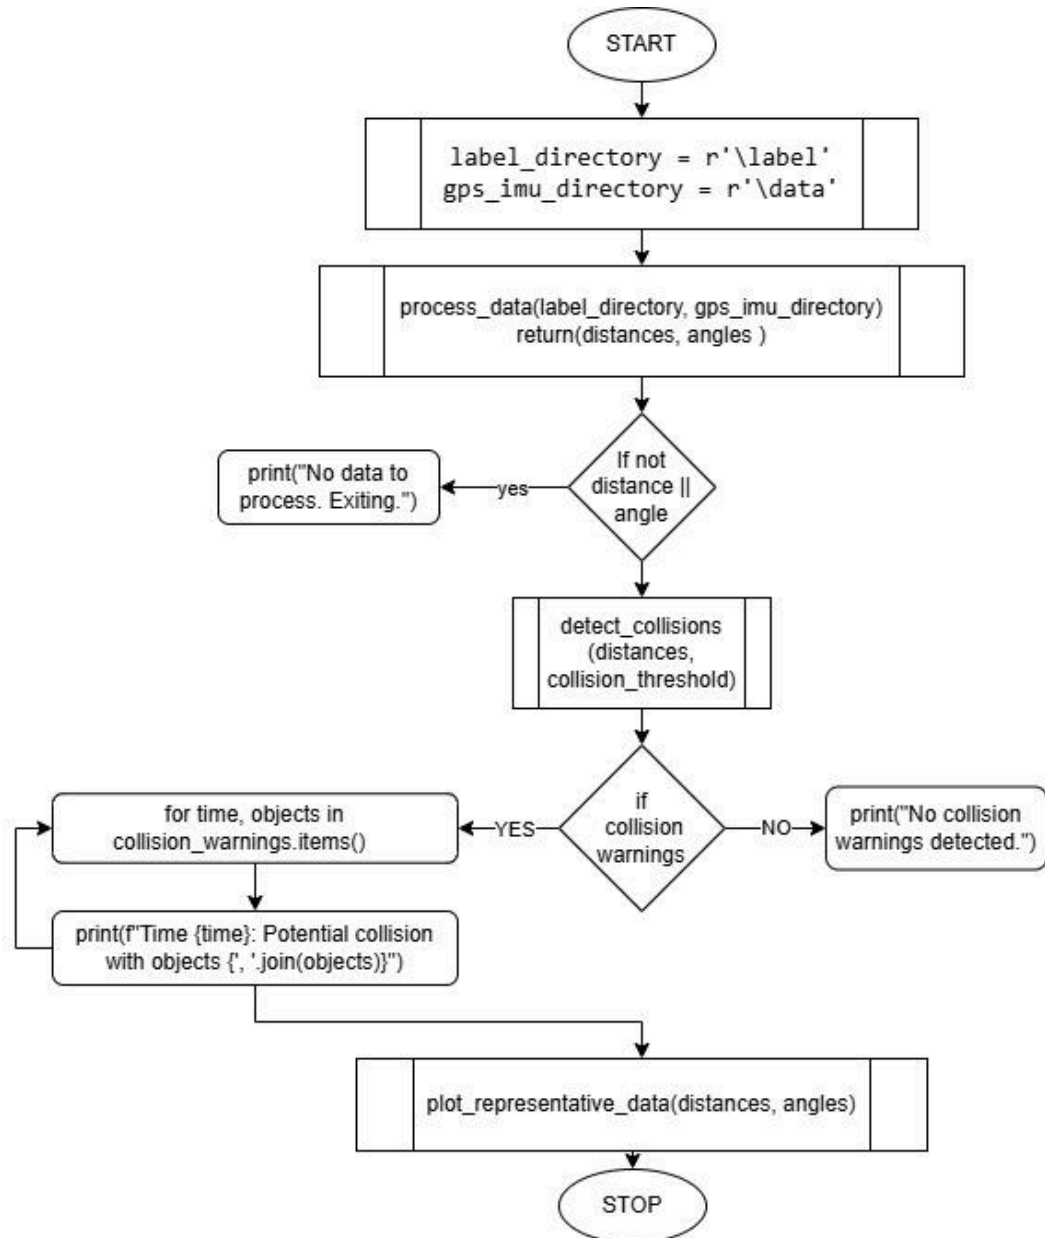 START
label_directory = r'\label'
gps_imu_directory = r'\data'
process_data(label_directory, gps_imu_directory)
return(distances, angles )
If not
distance ||
angle
yes
print("No data to
process. Exiting.")
detect_collisions
(distances,
collision_threshold)
if
collision
warnings
YES
NO
for time, objects in
collision_warnings.items()
print("No collision
warnings detected.")
print(f"Time {time}: Potential collision
with objects {', '.join(objects)}")
plot_representative_data(distances, angles)
STOP